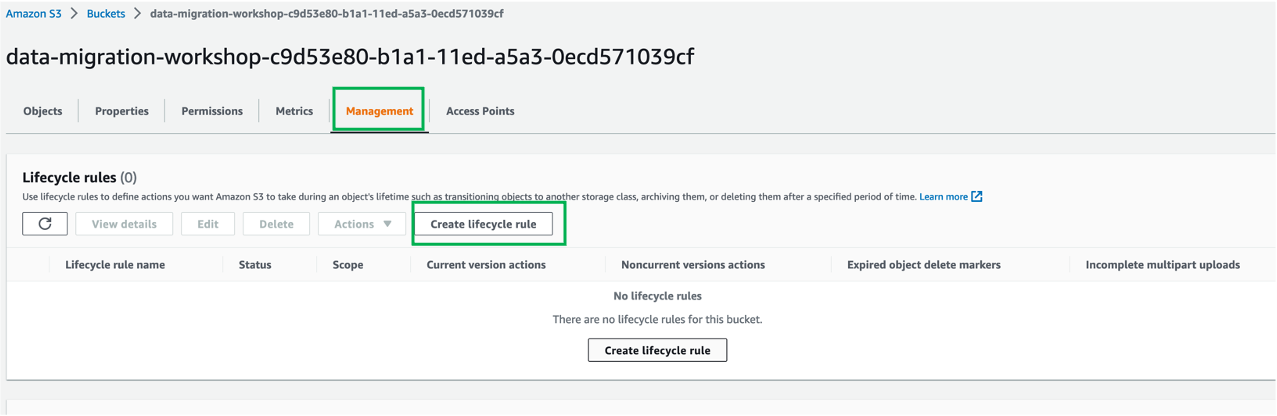 Amazon S3 > Buckets > data-migration-workshop-c9d53e80-b1a1-11ed-a5a3-0ecd571039cf
data-migration-workshop-c9d53e80-b1a1-11ed-a5a3-0ecd571039cf
Objects Properties Permissions Metrics Management Access Points
Lifecycle rules (0)
Use lifecycle rules to define actions you want Amazon S3 to take during an object's lifetime such as transitioning objects to another storage class, archiving them, or deleting them after a specified period of time. Learn more
View details Edit Delete Actions Create lifecycle rule
Lifecycle rule name Status Scope Current version actions Noncurrent versions actions Expired object delete markers Incomplete multipart uploads
No lifecycle rules
There are no lifecycle rules for this bucket.
Create lifecycle rule